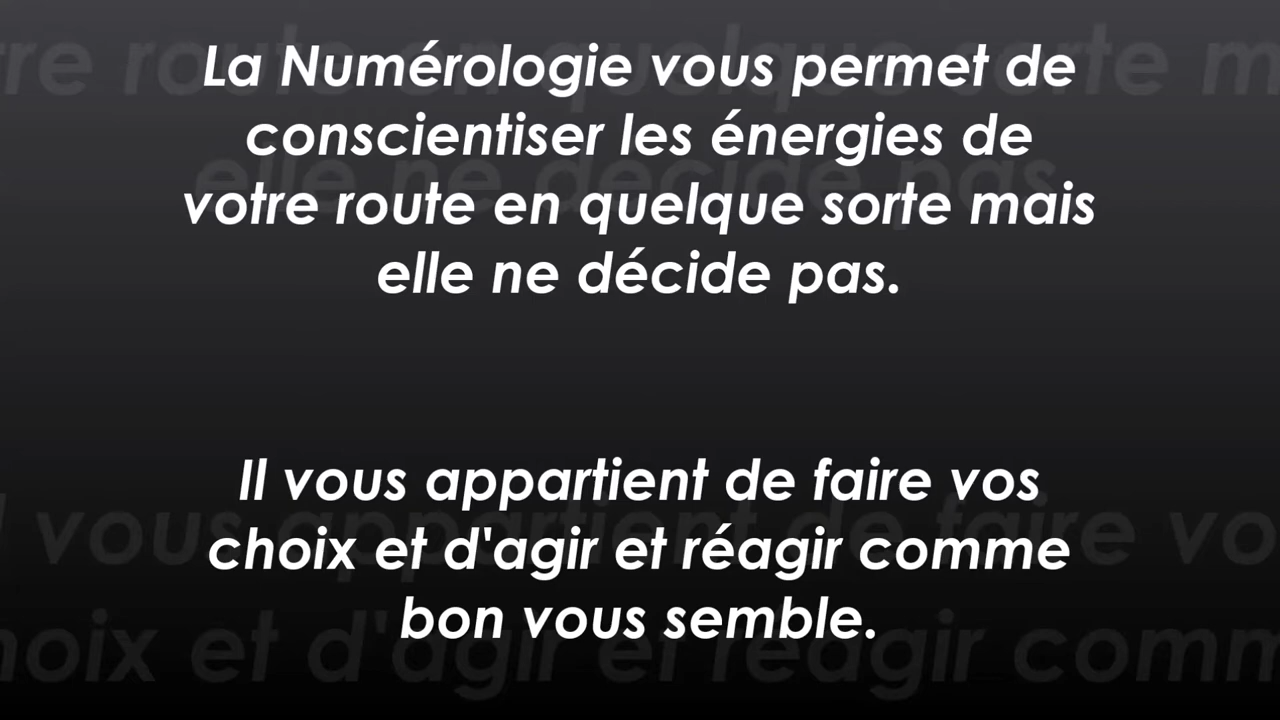 La Numérologie vous permet de
conscientiser les énergies de
votre route en quelque sorte mais
elle ne décide pas.
Il vous appartient de faire vos
choix et d'agir et réagir comme
bon vous semble.